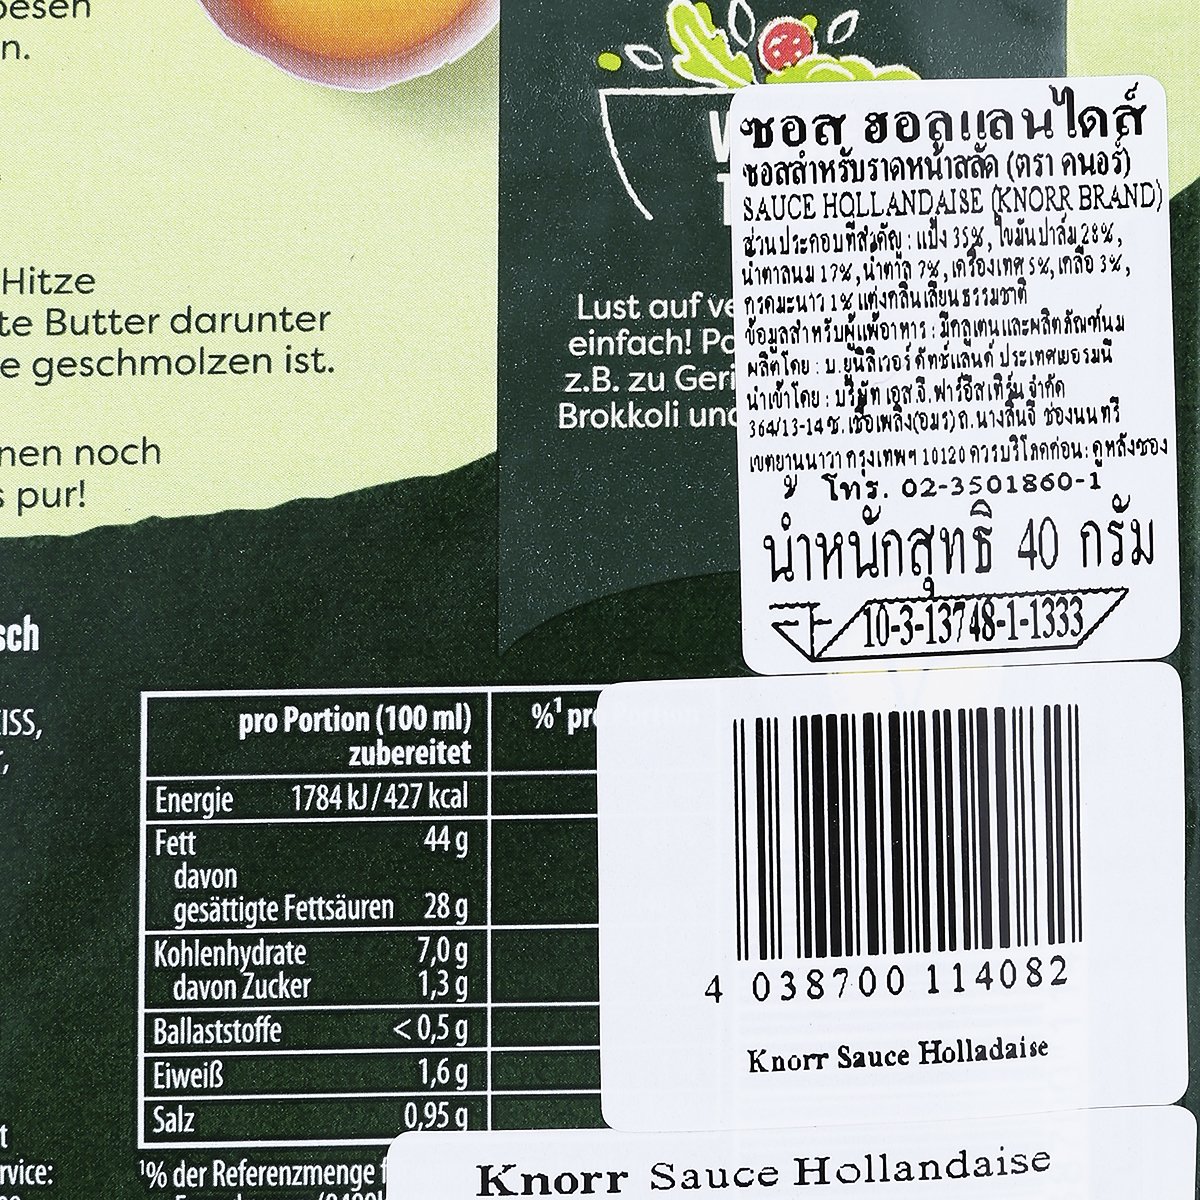 besen
n.
Hitze
te Butter darunter
e geschmolzen ist.
nen noch
s pur!
Lust auf ve
einfach! Po
z.B. zu Geri
Brokkoli und
ซอส ฮอลแลนไดส์
ซอสสำหรับราดหน้าสลัด (ตรา คนอร์)
SAUCE HOLLANDAISE (KNORR BRAND)
ส่วนประกอบที่สำคัญ : แป้ง 35%, ไขมันปาล์ม 28%,
น้ำตาลนม 17%, น้ำตาล 7%, เครื่องเทศ 5%, เกลือ 3%,
กรดมะนาว 1% แต่งกลิ่นเลียนธรรมชาติ
ข้อมูลสำหรับผู้แพ้อาหาร : มีกลูเตนและผลิตภัณฑ์นม
ผลิตโดย : บ.ยูนิลิเวอร์ ดัทช์แลนด์ ประเทศเยอรมนี
นำเข้าโดย : บริษัท เอส.จี. ฟาร์อีสเทิร์น จำกัด
364/13-14 ซ. เชื้อเพลิง(อมร) ถ. นางลิ้นจี่ ช่องนนทรี
เขตยานนาวา กรุงเทพฯ 10120 ควรบริโภคก่อน : ดูหลังซอง
โทร. 02-3501860-1
น้ำหนักสุทธิ 40 กรัม
10-3-13748-1-1333
sch
EISS,
pro Portion (100 ml) %¹ pro
zubereitet
Energie 1784 kJ / 427 kcal
Fett 44 g
davon
gesättigte Fettsäuren 28 g
Kohlenhydrate 7,0 g
davon Zucker 1,3 g
Ballaststoffe < 0,5 g
Eiweiß 1,6 g
Salz 0,95 g
¹% der Referenzmenge f
t
rvice:
4 038700 114082
Knorr Sauce Holladaise
Knorr Sauce Hollandaise